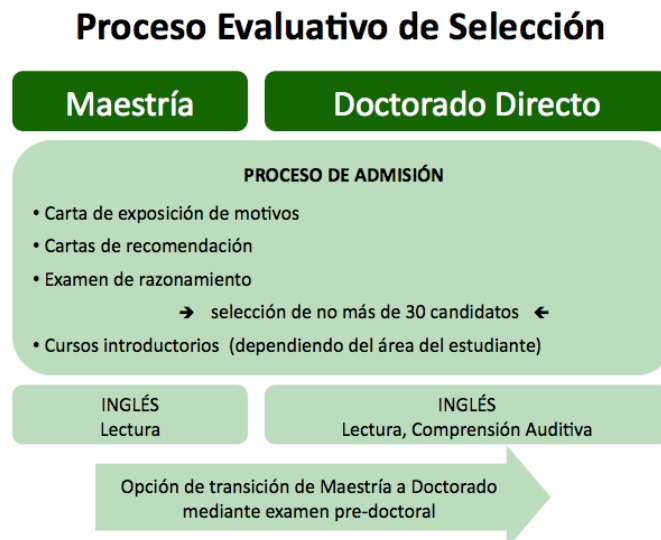 Proceso Evaluativo de Selección
Maestría
Doctorado Directo
PROCESO DE ADMISIÓN
• Carta de exposición de motivos
• Cartas de recomendación
• Examen de razonamiento
➔ selección de no más de 30 candidatos ←
• Cursos introductorios (dependiendo del área del estudiante)
INGLÉS
Lectura
INGLÉS
Lectura, Comprensión Auditiva
Opción de transición de Maestría a Doctorado
mediante examen pre-doctoral